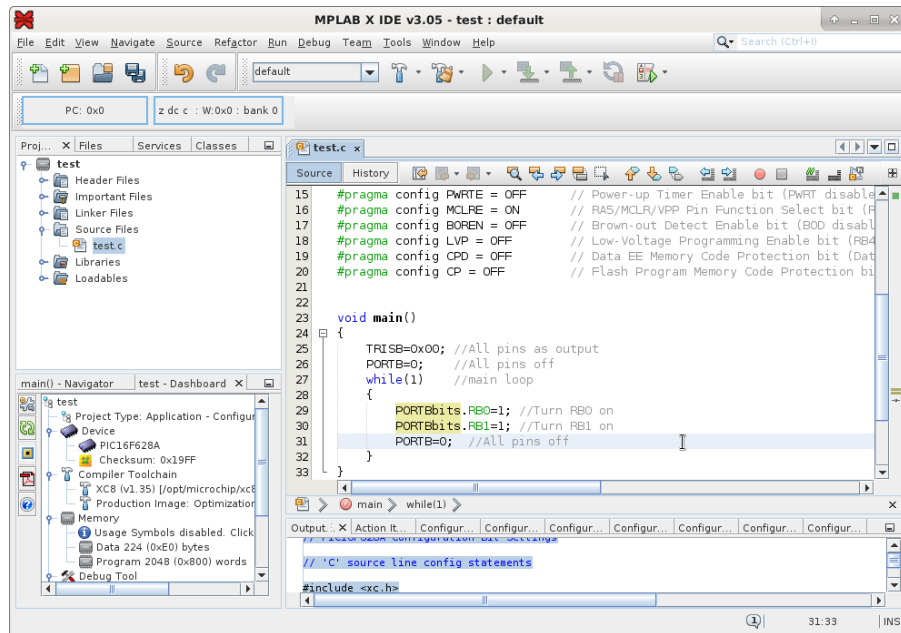 MPLAB X IDE v3.05 - test : default
File Edit View Navigate Source Refactor Run Debug Team Tools Window Help
Search (Ctrl+I)
default
PC: 0x0
z dc c : W:0x0 : bank 0
Proj... Files Services Classes
test
Header Files
Important Files
Linker Files
Source Files
test.c
Libraries
Loadables
main() - Navigator test - Dashboard
test
Project Type: Application - Configur
Device
PIC16F628A
Checksum: 0x19FF
Compiler Toolchain
XC8 (v1.35) [/opt/microchip/xc8
Production Image: Optimization
Memory
Usage Symbols disabled. Click
Data 224 (0xE0) bytes
Program 2048 (0x800) words
Debug Tool
test.c
Source History
15 #pragma config PWRTE = OFF // Power-up Timer Enable bit (PWRT disable
16 #pragma config MCLRE = ON // RA5/MCLR/VPP Pin Function Select bit (R
17 #pragma config BOREN = OFF // Brown-out Detect Enable bit (BOD disabl
18 #pragma config LVP = OFF // Low-Voltage Programming Enable bit (RB4
19 #pragma config CPD = OFF // Data EE Memory Code Protection bit (Dat
20 #pragma config CP = OFF // Flash Program Memory Code Protection bi
21
22
23 void main()
24 {
25 TRISB=0x00; //All pins as output
26 PORTB=0; //All pins off
27 while(1) //main loop
28 {
29 PORTBbits.RB0=1; //Turn RB0 on
30 PORTBbits.RB1=1; //Turn RB1 on
31 PORTB=0; //All pins off
32 }
33 }
main while(1)
Output Action It... Configur... Configur... Configur... Configur... Configur... Configur... Configur...
// PIC16F628A Configuration Bit Settings
// 'C' source line config statements
#include <xc.h>
1 31:33 INS